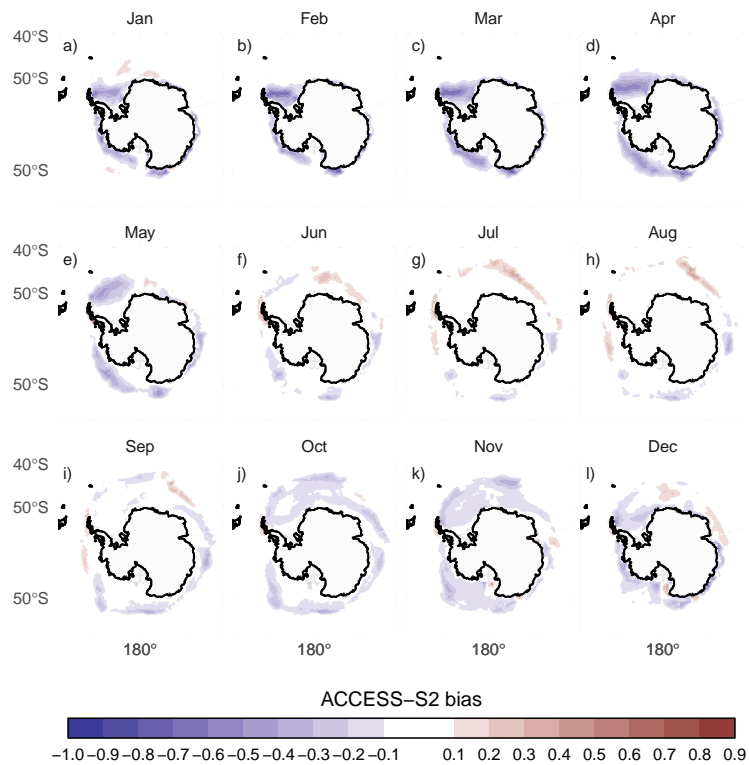 Jan Feb Mar Apr
40°S
a) b) c) d)
50°S
50°S
May Jun Jul Aug
40°S
e) f) g) h)
50°S
50°S
Sep Oct Nov Dec
40°S
i) j) k) l)
50°S
50°S
180° 180° 180° 180°
ACCESS−S2 bias
−1.0 −0.9 −0.8 −0.7 −0.6 −0.5 −0.4 −0.3 −0.2 −0.1 0.1 0.2 0.3 0.4 0.5 0.6 0.7 0.8 0.9